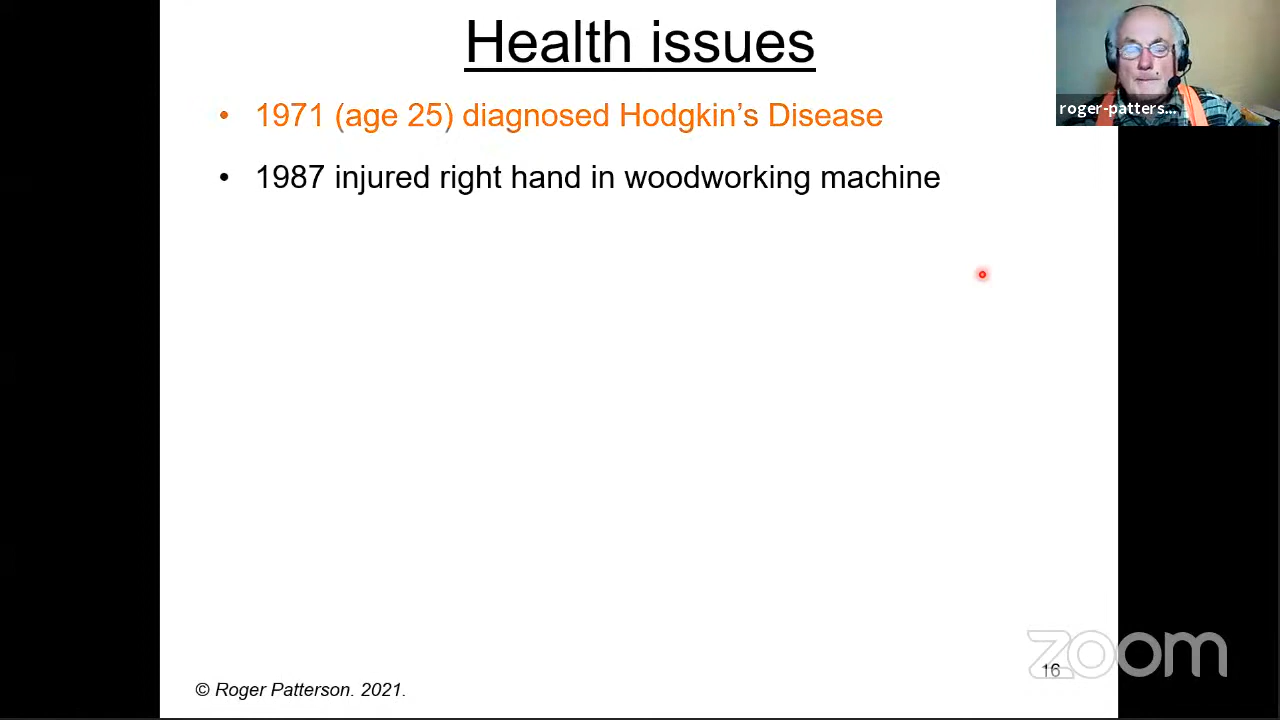 Health issues
• 1971 (age 25) diagnosed Hodgkin’s Disease
• 1987 injured right hand in woodworking machine
roger-patters...
zoom
16
© Roger Patterson. 2021.